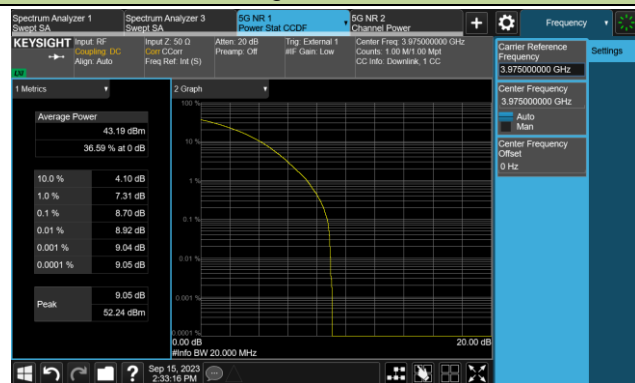 Spectrum Analyzer 1
Swept SA
Spectrum Analyzer 3
Swept SA
5G NR 1
Power Stat CCDF
5G NR 2
Channel Power
Frequency
KEYSIGHT
Input: RF
Coupling: DC
Align: Auto
Input Z: 50 Ω
Corr CCorr
Freq Ref: Int (S)
Atten: 20 dB
Preamp: Off
Trig: External 1
#IF Gain: Low
Center Freq: 3.975000000 GHz
Counts: 1.00 M/1.00 Mpt
CC Info: Downlink, 1 CC
Carrier Reference
Frequency
3.975000000 GHz
Settings
Center Frequency
3.975000000 GHz
Auto
Man
Center Frequency
Offset
0 Hz
1 Metrics
2 Graph
Average Power
43.19 dBm
36.59 % at 0 dB
10.0 % 4.10 dB
1.0 % 7.31 dB
0.1 % 8.70 dB
0.01 % 8.92 dB
0.001 % 9.04 dB
0.0001 % 9.05 dB
Peak
9.05 dB
52.24 dBm
100 %
10 %
1 %
0.1 %
0.01 %
0.001 %
0.0001 %
0.00 dB
20.00 dB
#Info BW 20.000 MHz
?
Sep 15, 2023
2:33:16 PM